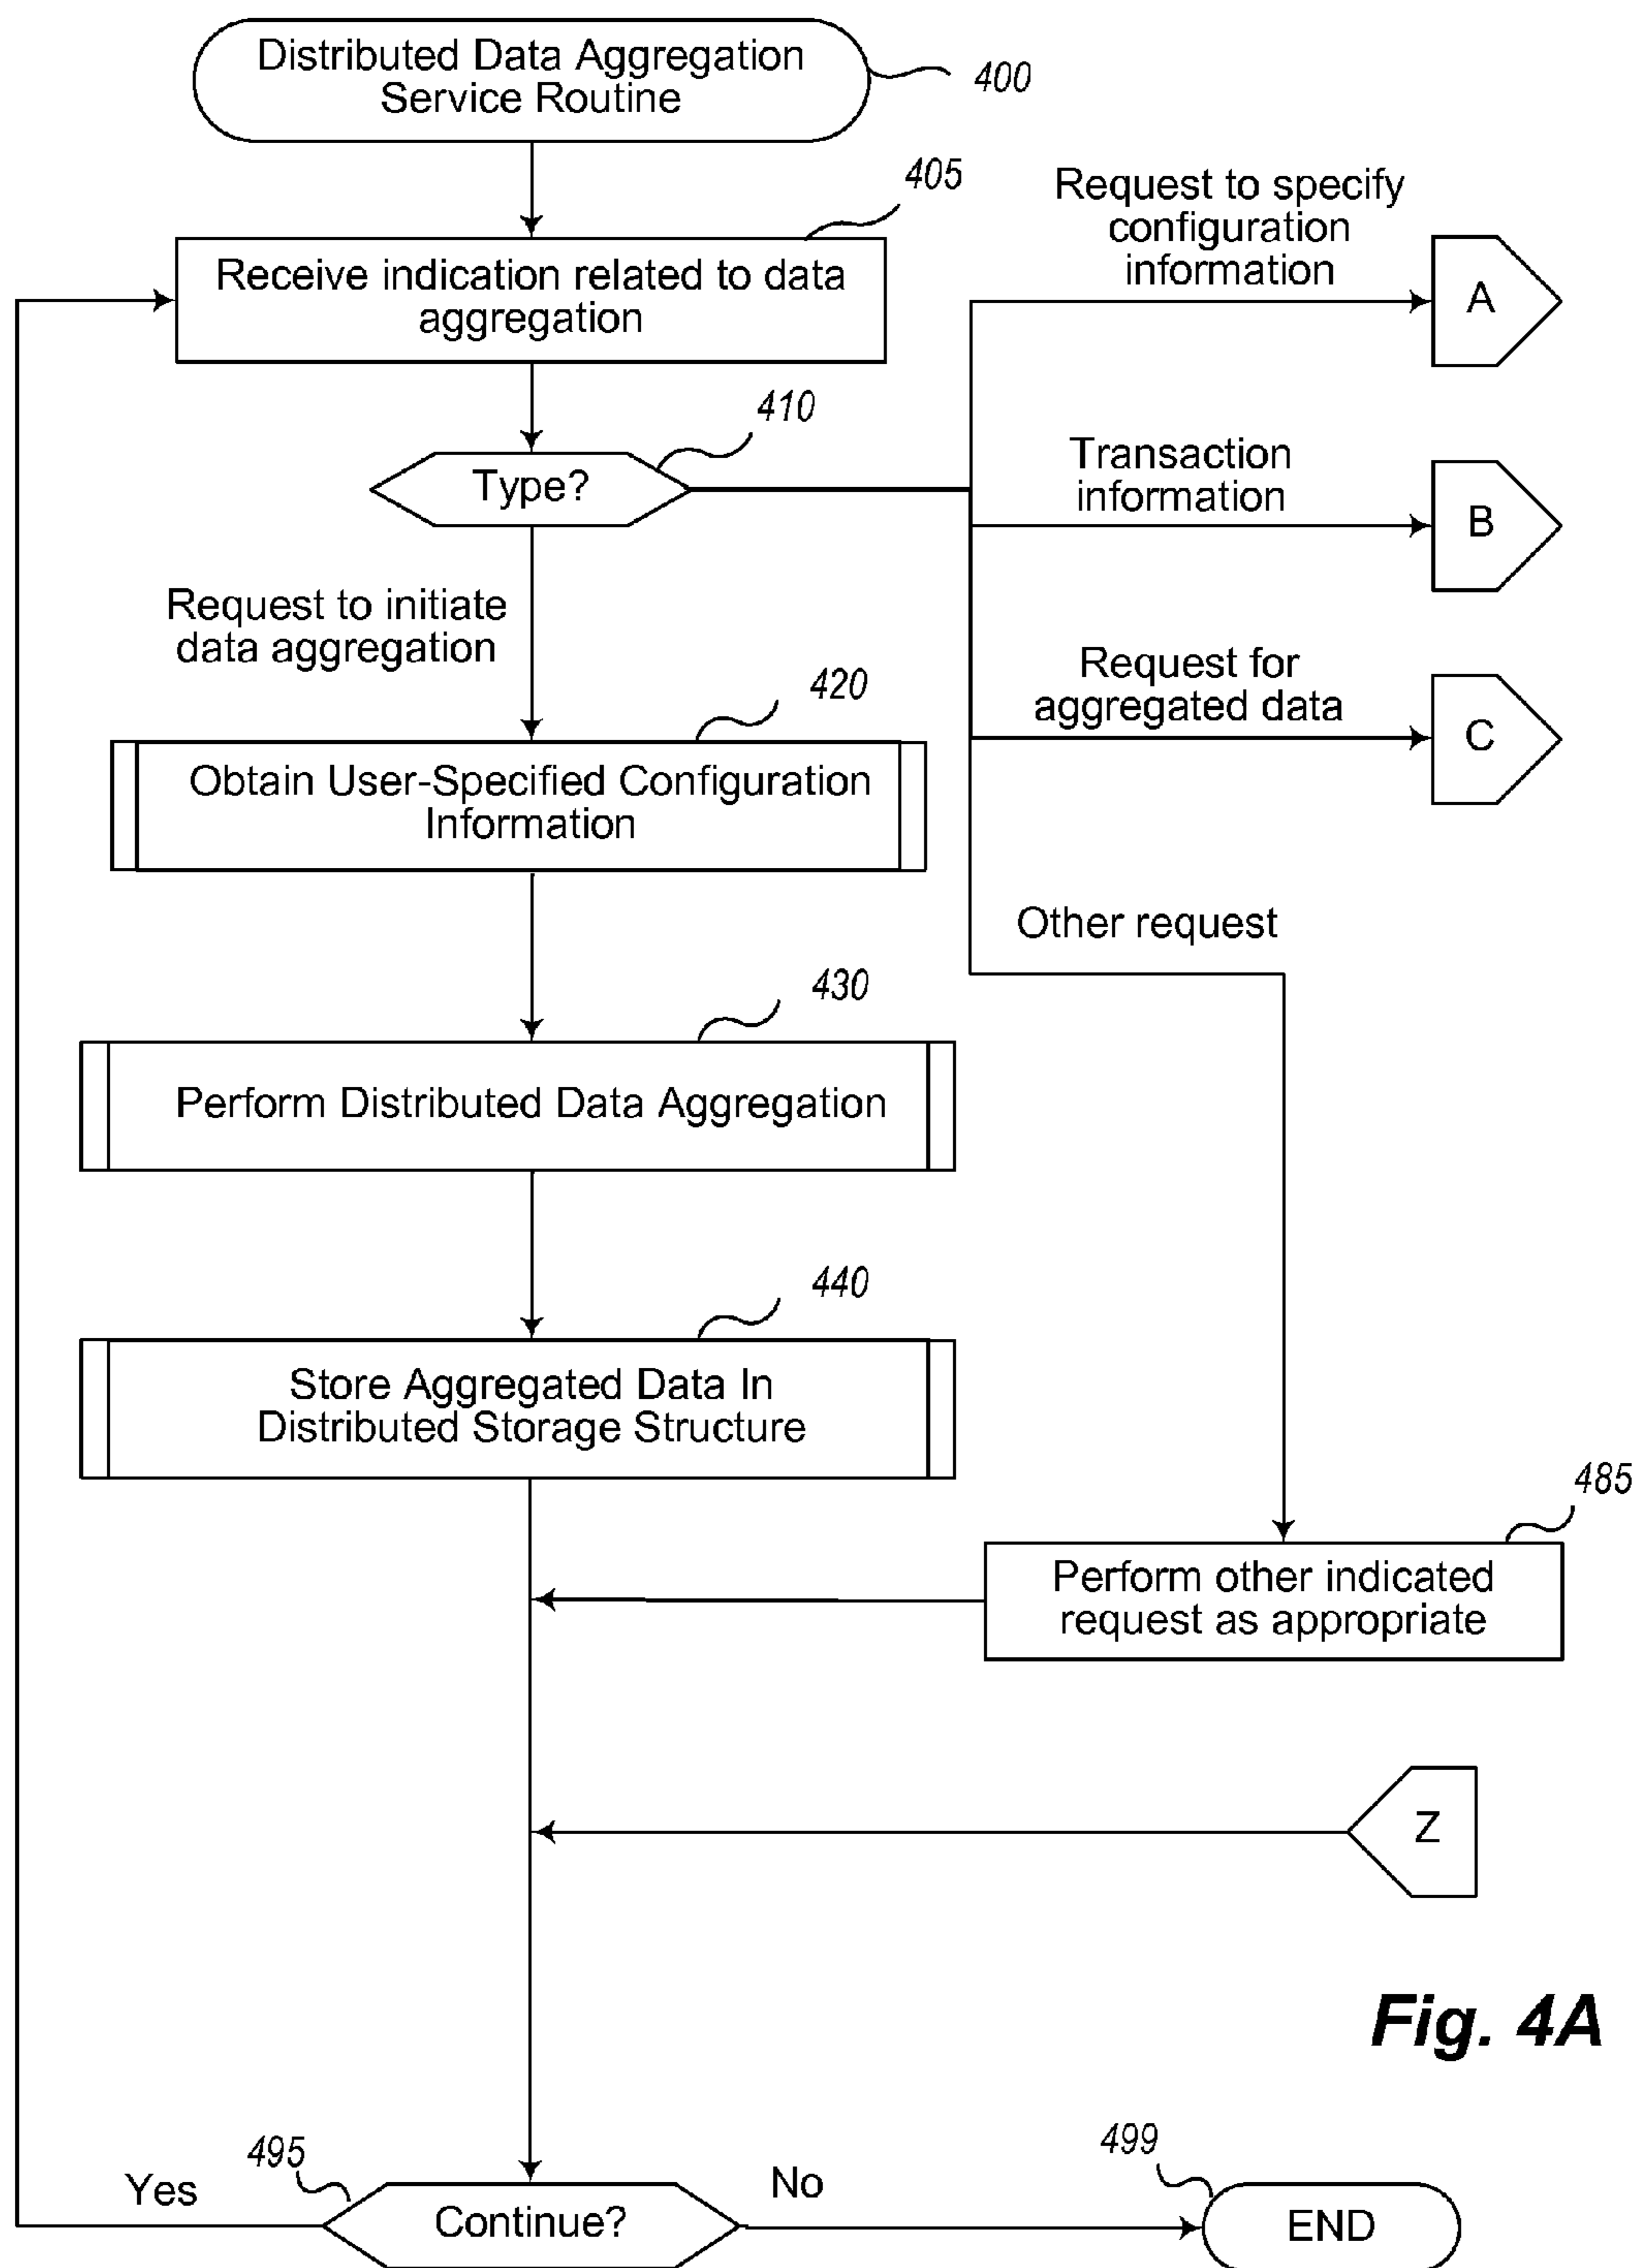 Distributed Data Aggregation
Service Routine
400
405
Receive indication related to data
aggregation
Request to specify
configuration
information
A
410
Type?
Transaction
information
B
Request to initiate
data aggregation
Request for
aggregated data
C
420
Obtain User-Specified Configuration
Information
Other request
430
Perform Distributed Data Aggregation
440
Store Aggregated Data In
Distributed Storage Structure
485
Perform other indicated
request as appropriate
Z
Fig. 4A
495
Yes
Continue?
No
499
END